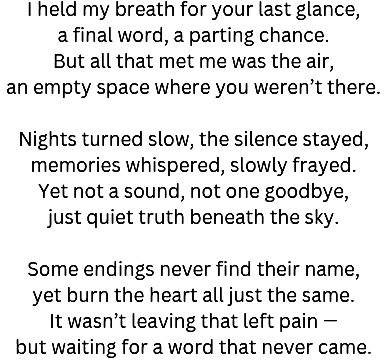 I held my breath for your last glance,
a final word, a parting chance.
But all that met me was the air,
an empty space where you weren’t there.

Nights turned slow, the silence stayed,
memories whispered, slowly frayed.
Yet not a sound, not one goodbye,
just quiet truth beneath the sky.

Some endings never find their name,
yet burn the heart all just the same.
It wasn’t leaving that left pain —
but waiting for a word that never came.